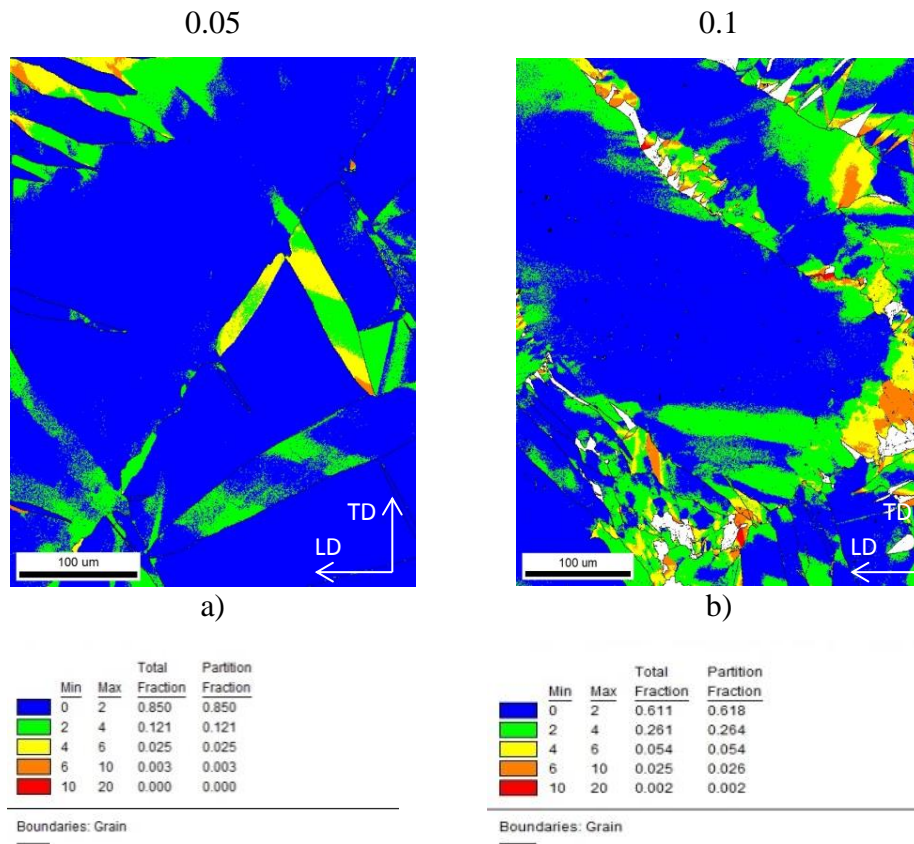 0.05 0.1
TD
LD
100 um
TD
LD
100 um
a) b)
Total Partition
Min Max Fraction Fraction
0 2 0.850 0.850
2 4 0.121 0.121
4 6 0.025 0.025
6 10 0.003 0.003
10 20 0.000 0.000
Boundaries: Grain
Total Partition
Min Max Fraction Fraction
0 2 0.611 0.618
2 4 0.261 0.264
4 6 0.054 0.054
6 10 0.025 0.026
10 20 0.002 0.002
Boundaries: Grain